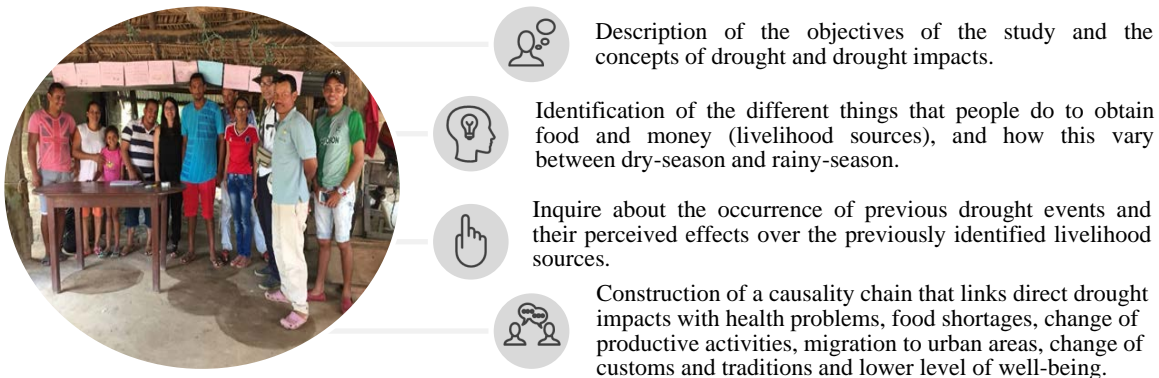 Description of the objectives of the study and the
concepts of drought and drought impacts.
Identification of the different things that people do to obtain
food and money (livelihood sources), and how this vary
between dry-season and rainy-season.
Inquire about the occurrence of previous drought events and
their perceived effects over the previously identified livelihood
sources.
Construction of a causality chain that links direct drought
impacts with health problems, food shortages, change of
productive activities, migration to urban areas, change of
customs and traditions and lower level of well-being.